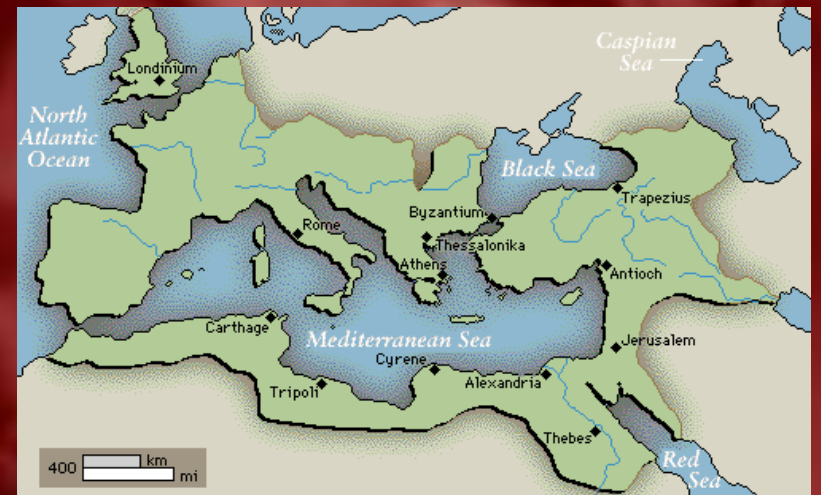 Caspian
Sea
Londinium
North
Atlantic
Ocean
Black Sea
Trapezius
Byzantium
Rome
Thessalonika
Athens
Antioch
Carthage
Mediterranean Sea
Jerusalem
Cyrene
Tripoli
Alexandria
Thebes
Red
Sea
400 km
mi